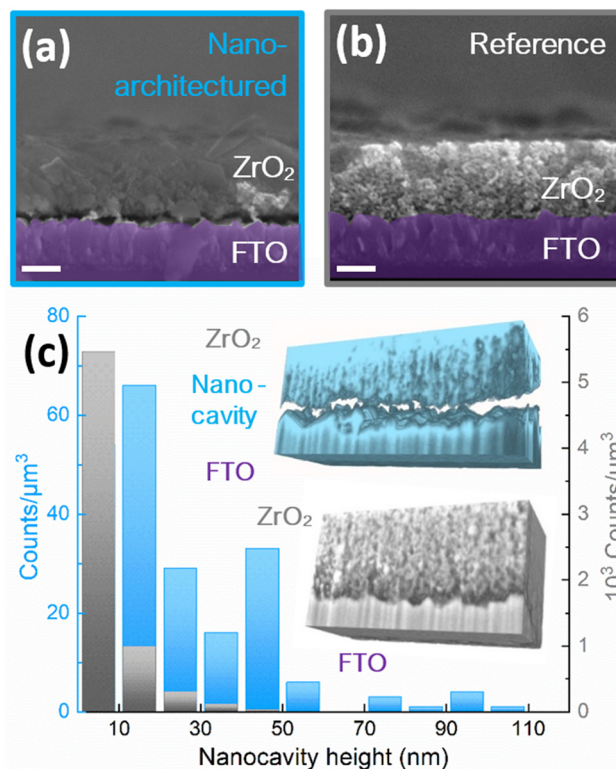 (a)
Nano-
architectured
ZrO₂
FTO
(b)
Reference
ZrO₂
FTO
(c)
80
60
40
20
0
Counts/μm³
ZrO₂
Nano-
cavity
FTO
ZrO₂
FTO
6
5
4
3
2
1
0
10³ Counts/μm³
10 30 50 70 90 110
Nanocavity height (nm)